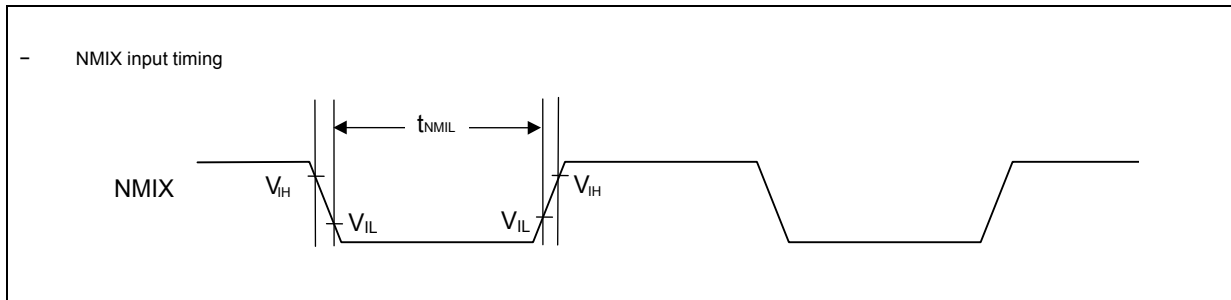 – NMIX input timing
tNMIL
NMIX
VIH
VIL
VIL
VIH